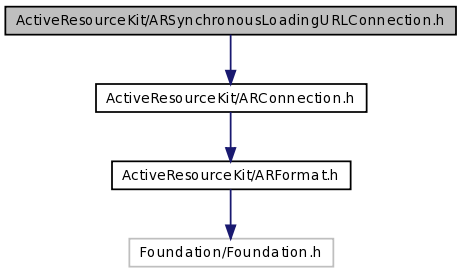 ActiveResourceKit/ARSynchronousLoadingURLConnection.h
ActiveResourceKit/ARConnection.h
ActiveResourceKit/ARFormat.h
Foundation/Foundation.h